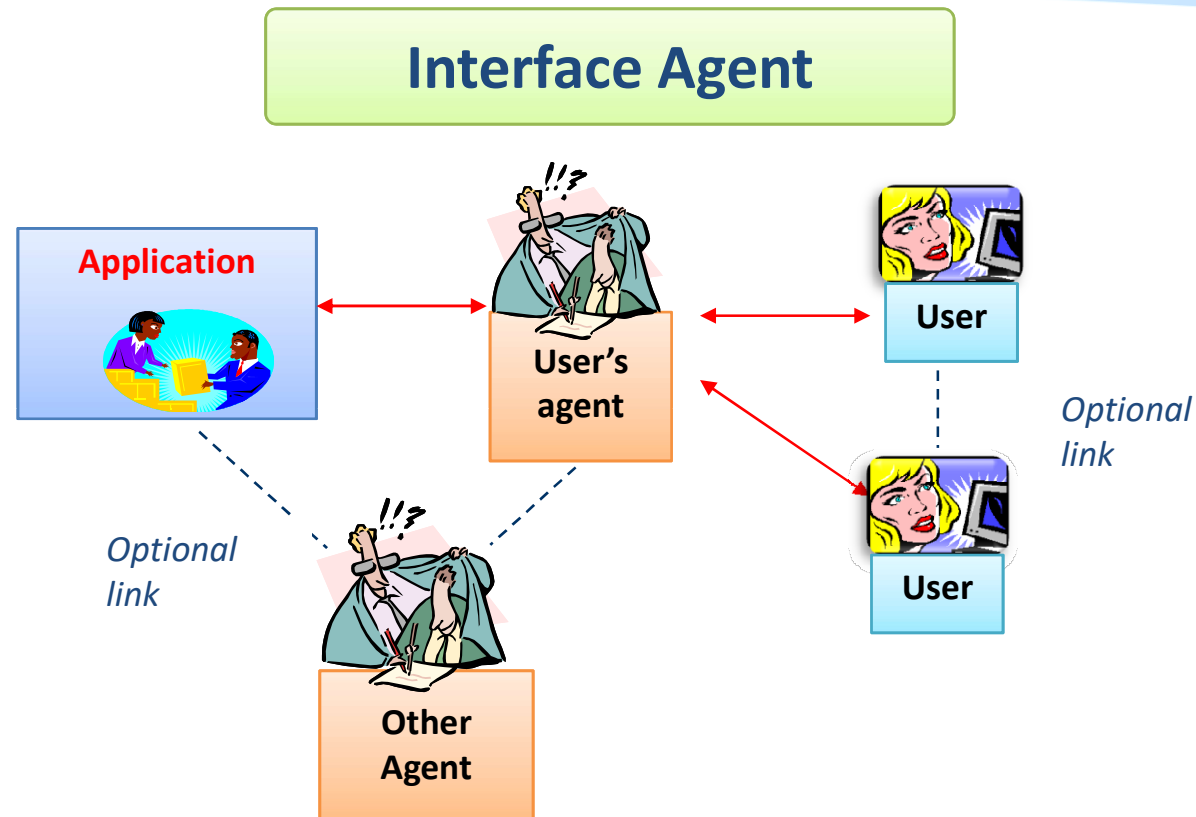 Interface Agent
!!?
Application
User's
agent
User
Optional
link
Optional
link
!!?
User
Other
Agent